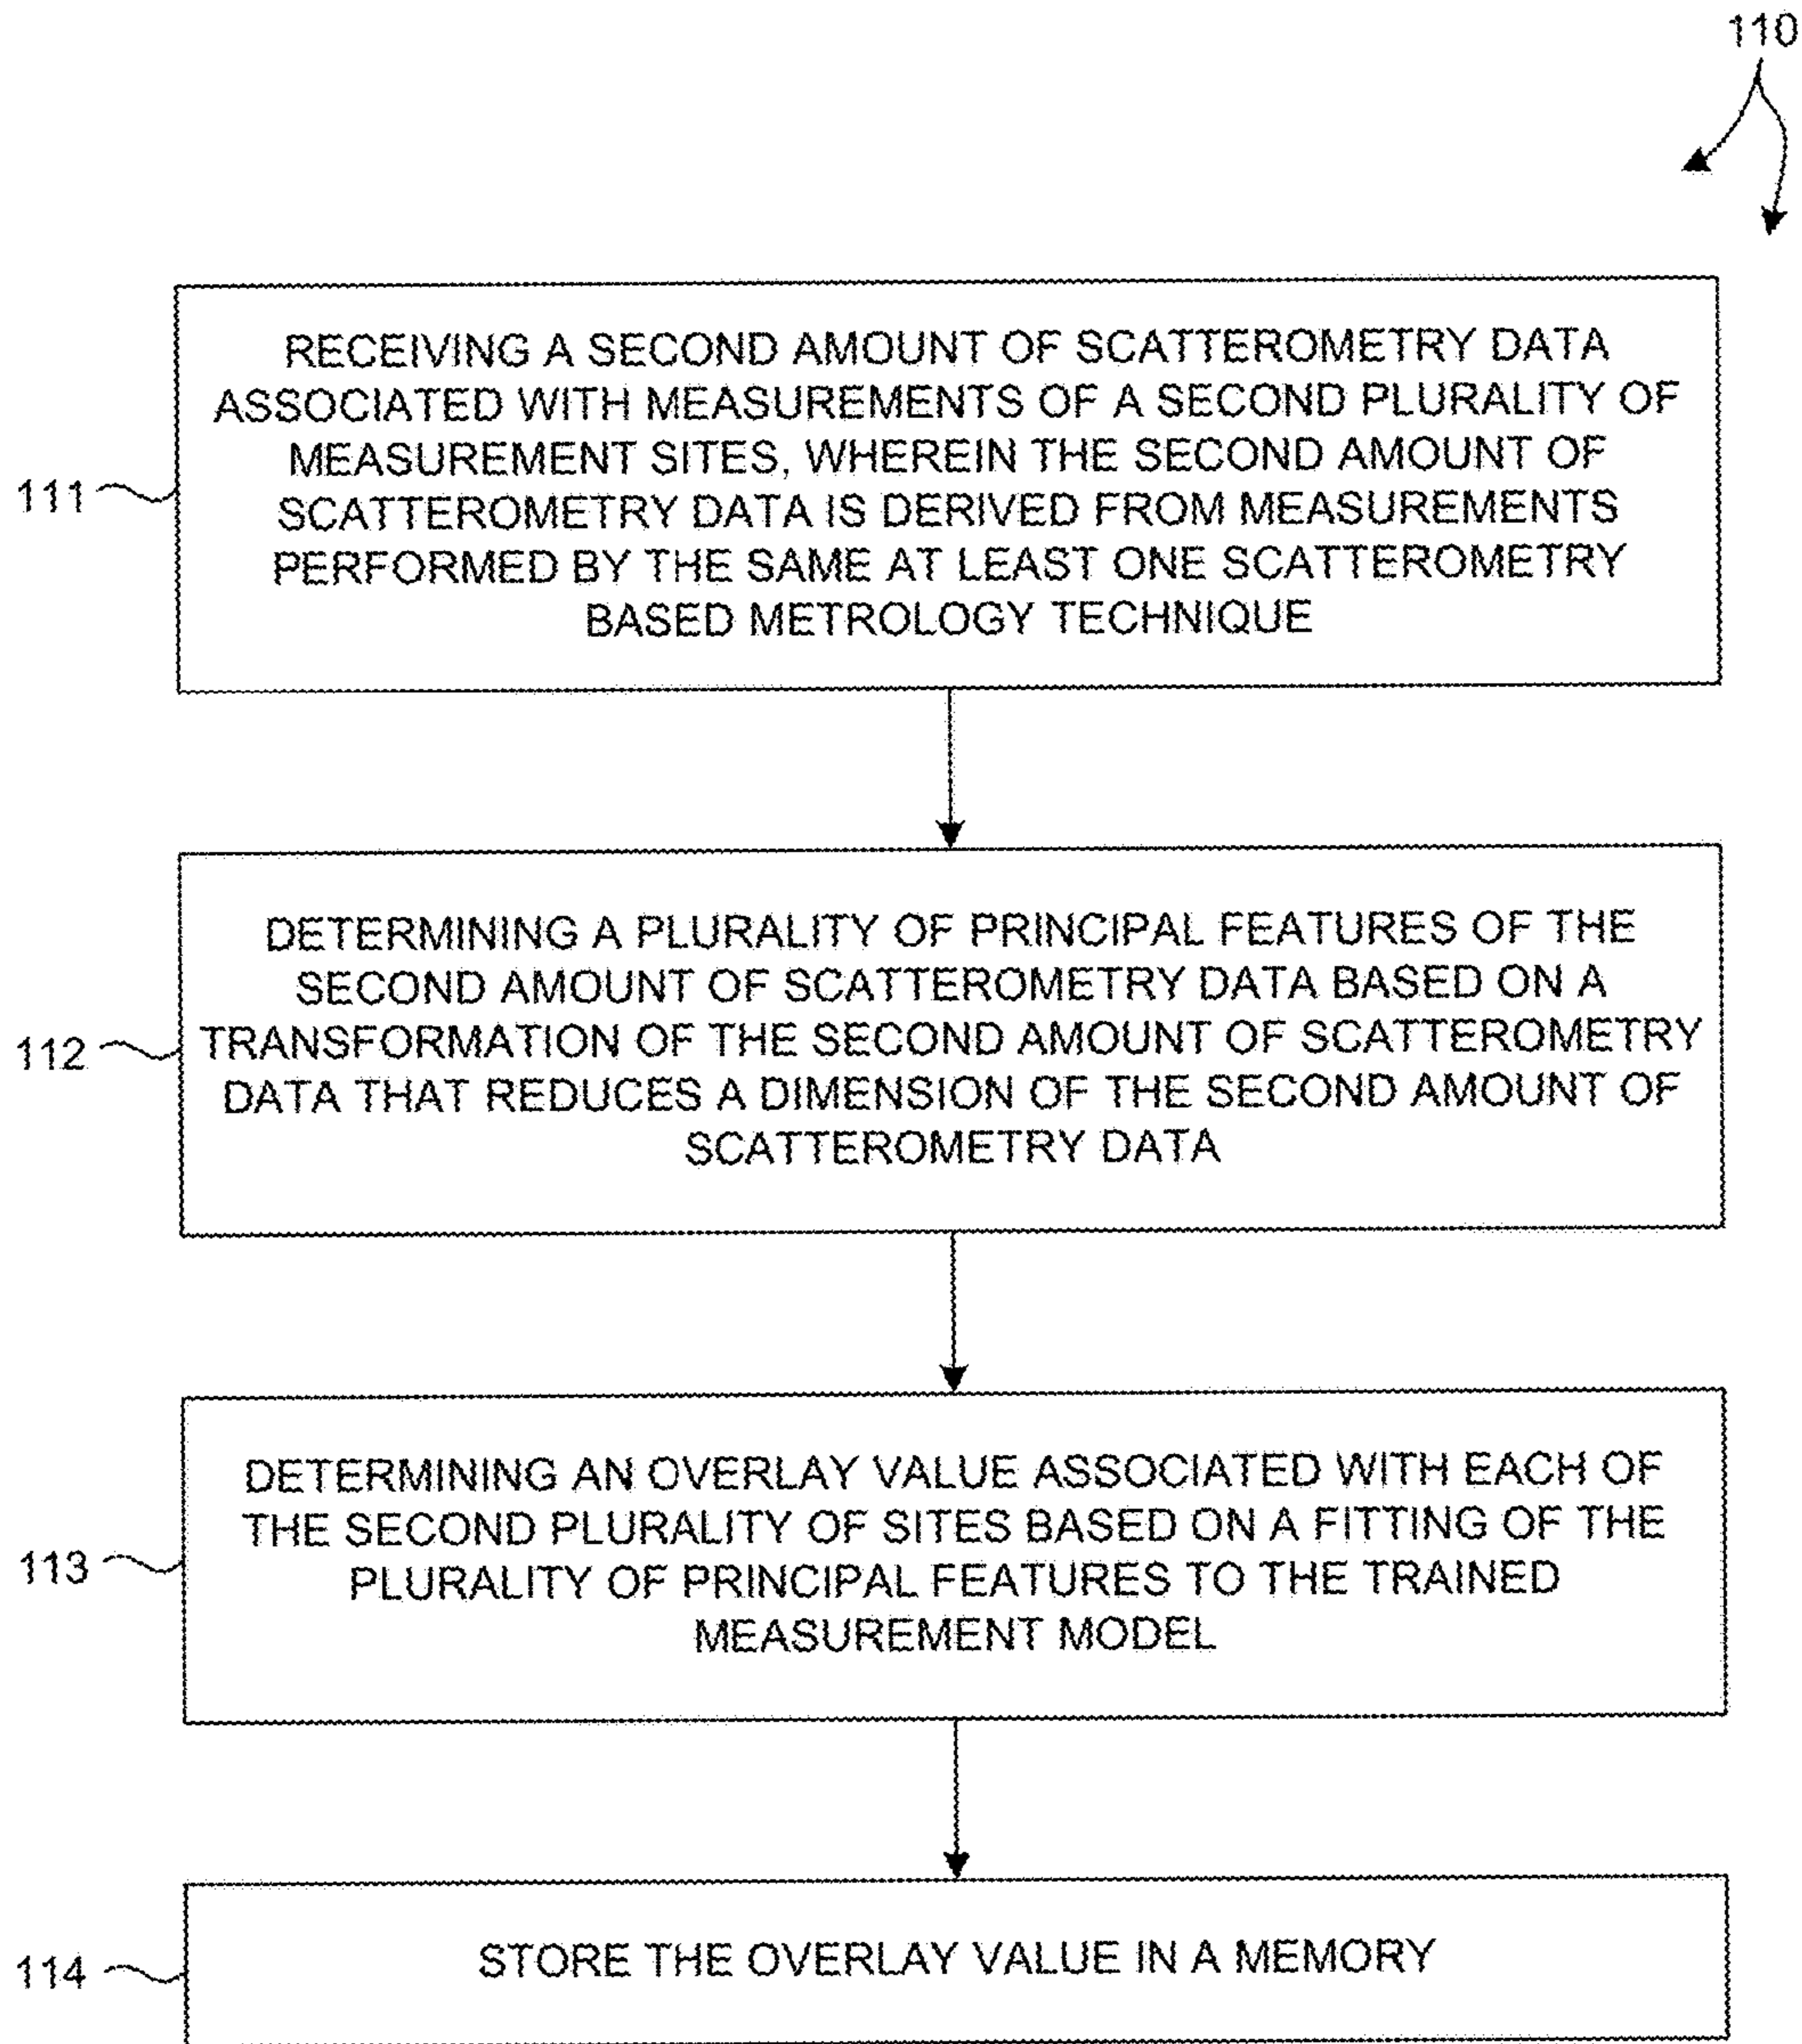 110
RECEIVING A SECOND AMOUNT OF SCATTEROMETRY DATA
ASSOCIATED WITH MEASUREMENTS OF A SECOND PLURALITY OF
MEASUREMENT SITES, WHEREIN THE SECOND AMOUNT OF
SCATTEROMETRY DATA IS DERIVED FROM MEASUREMENTS
PERFORMED BY THE SAME AT LEAST ONE SCATTEROMETRY
BASED METROLOGY TECHNIQUE
111
DETERMINING A PLURALITY OF PRINCIPAL FEATURES OF THE
SECOND AMOUNT OF SCATTEROMETRY DATA BASED ON A
TRANSFORMATION OF THE SECOND AMOUNT OF SCATTEROMETRY
DATA THAT REDUCES A DIMENSION OF THE SECOND AMOUNT OF
SCATTEROMETRY DATA
112
DETERMINING AN OVERLAY VALUE ASSOCIATED WITH EACH OF
THE SECOND PLURALITY OF SITES BASED ON A FITTING OF THE
PLURALITY OF PRINCIPAL FEATURES TO THE TRAINED
MEASUREMENT MODEL
113
STORE THE OVERLAY VALUE IN A MEMORY
114